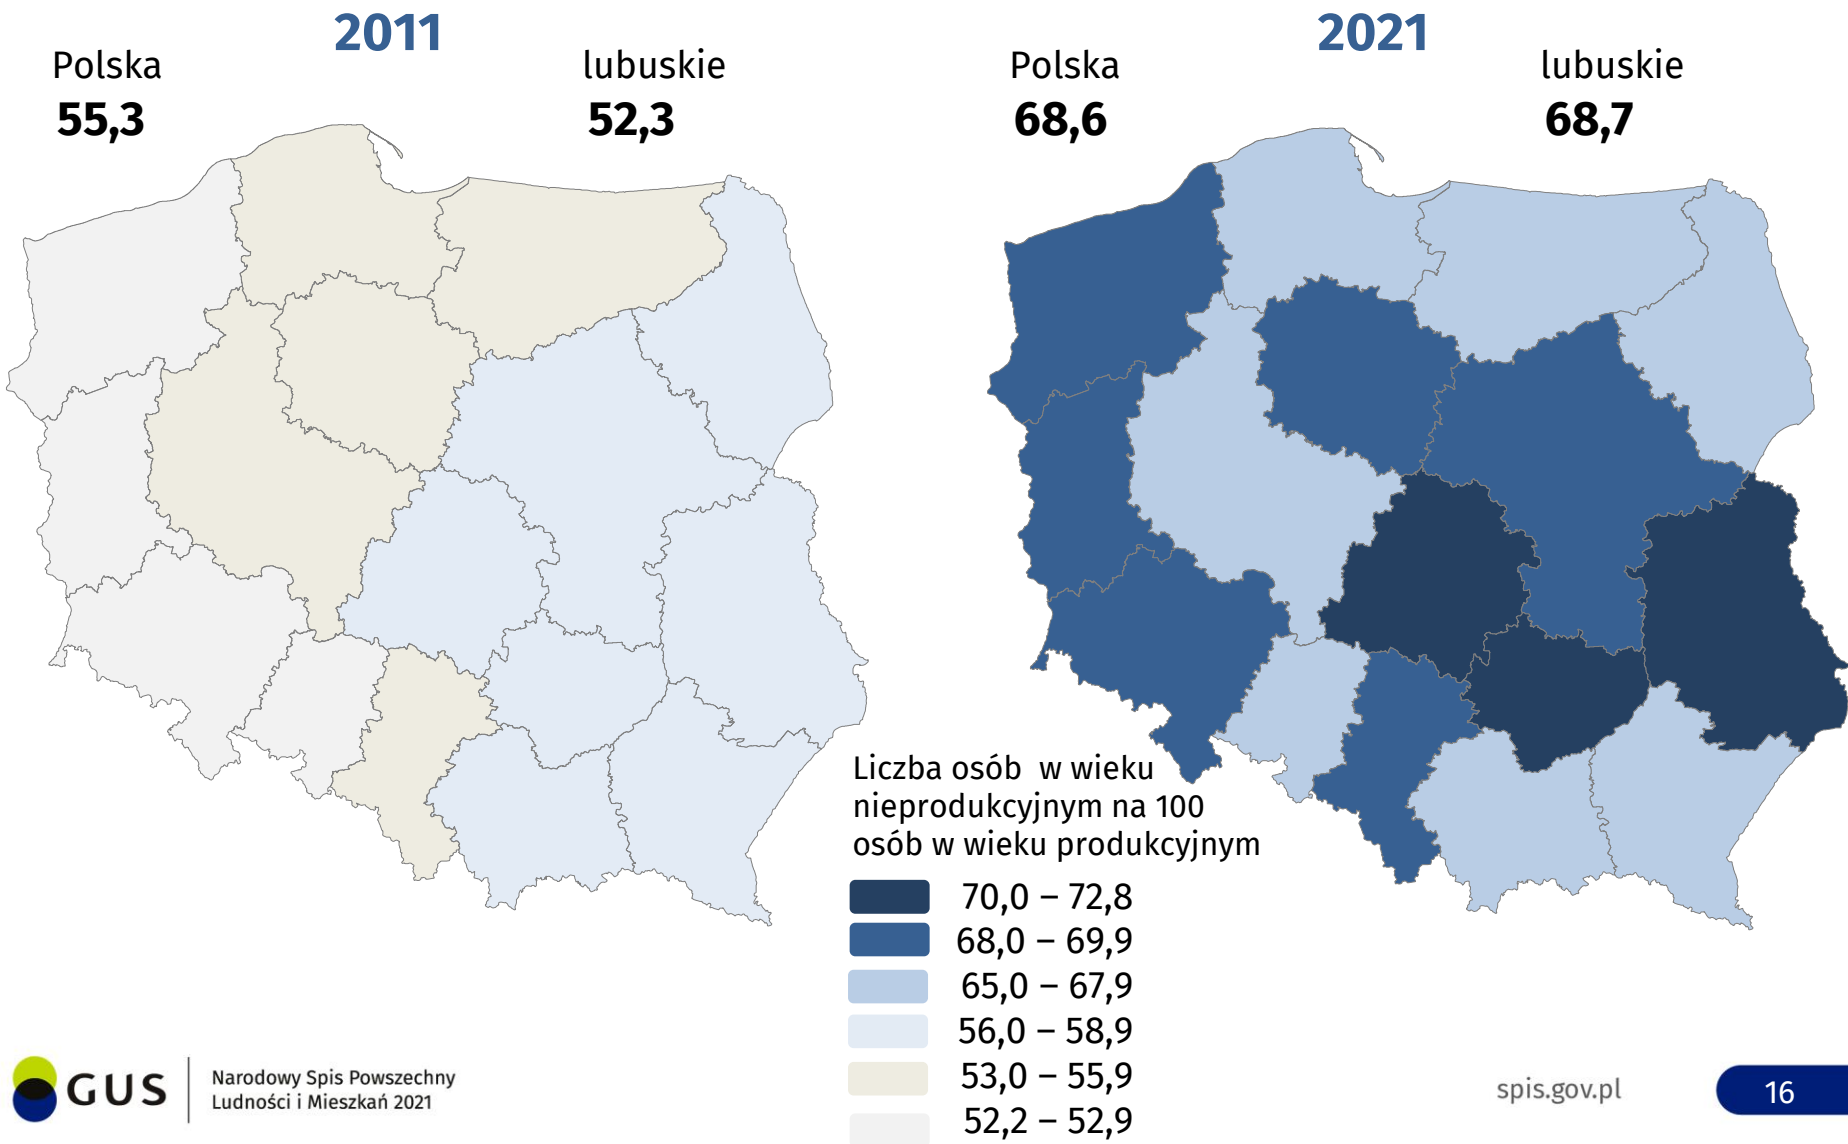 2011
Polska
55,3
lubuskie
52,3
2021
Polska
68,6
lubuskie
68,7
Liczba osób w wieku
nieprodukcyjnym na 100
osób w wieku produkcyjnym
70,0 – 72,8
68,0 – 69,9
65,0 – 67,9
56,0 – 58,9
53,0 – 55,9
52,2 – 52,9
GUS
Narodowy Spis Powszechny
Ludności i Mieszkań 2021
spis.gov.pl
16